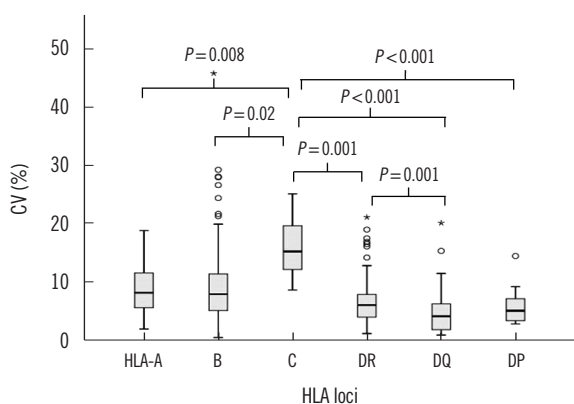 50
40
30
20
10
0
CV (%)
P=0.008
P<0.001
P<0.001
P=0.02
P=0.001
P=0.001
HLA-A B C DR DQ DP
HLA loci